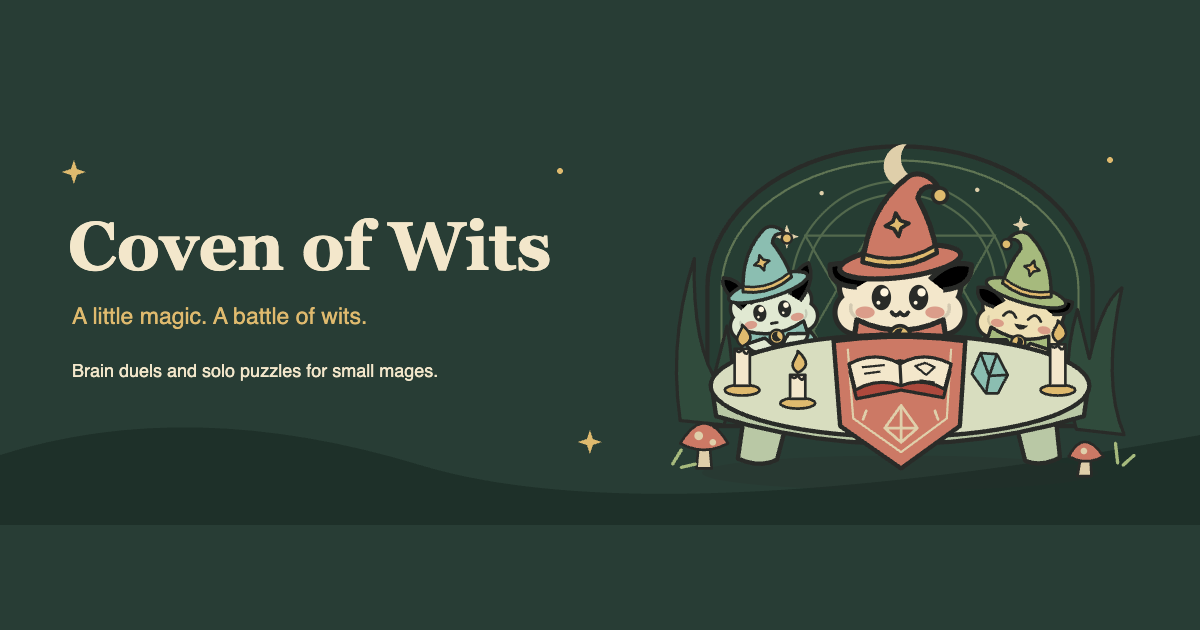 Coven of Wits
A little magic. A battle of wits.
Brain duels and solo puzzles for small mages.